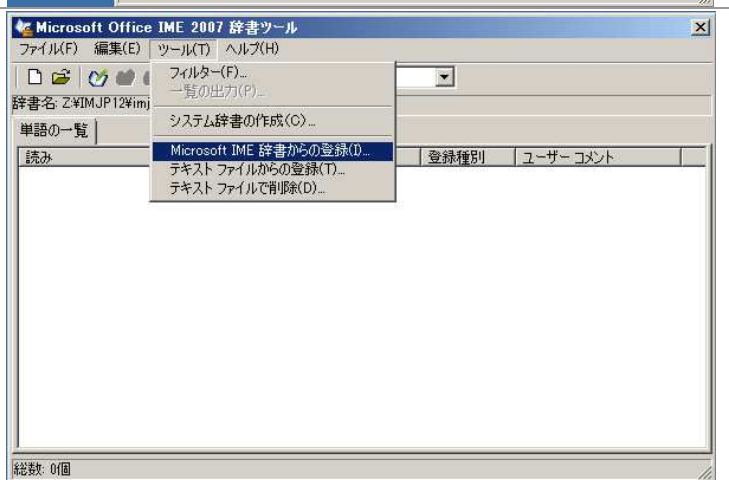 Microsoft Office IME 2007 辞書ツール
ファイル(F) 編集(E) ツール(T) ヘルプ(H)
フィルター(F)...
一覧の出力(P)...
辞書名: Z:¥IMJP12¥imj
システム辞書の作成(C)...
単語の一覧
Microsoft IME 辞書からの登録(I)...
読み 登録種別 ユーザー コメント
テキスト ファイルからの登録(T)...
テキスト ファイルで削除(D)...
総数: 0個